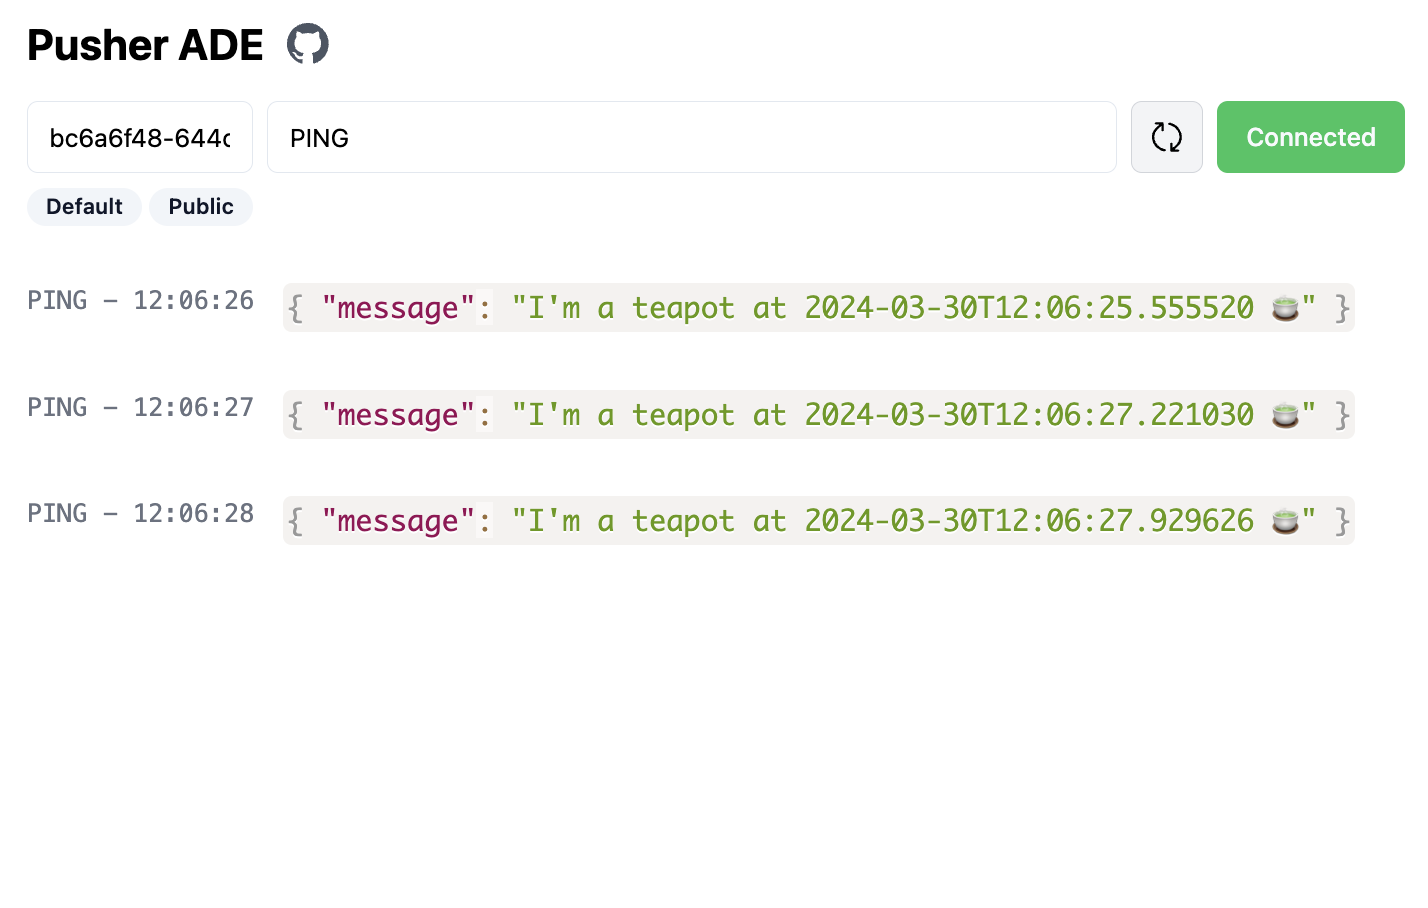 Pusher ADE
bc6a6f48-644c PING Connected
Default Public
PING – 12:06:26 { "message": "I'm a teapot at 2024-03-30T12:06:25.555520 🍵" }
PING – 12:06:27 { "message": "I'm a teapot at 2024-03-30T12:06:27.221030 🍵" }
PING – 12:06:28 { "message": "I'm a teapot at 2024-03-30T12:06:27.929626 🍵" }